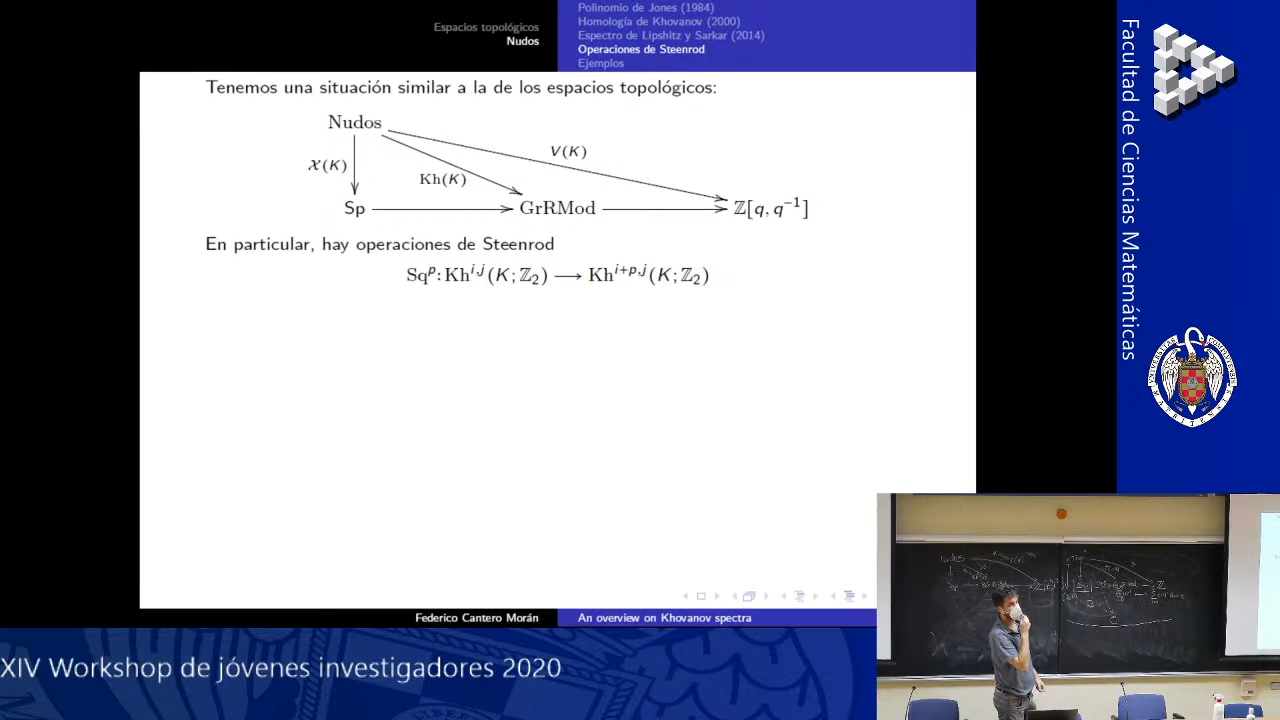 Espacios topológicos
Nudos
Polinomio de Jones (1984)
Homología de Khovanov (2000)
Espectro de Lipshitz y Sarkar (2014)
Operaciones de Steenrod
Ejemplos
Tenemos una situación similar a la de los espacios topológicos:
Nudos
V(K)
𝒳(K)
Kh(K)
Sp
GrRMod
ℤ[q, q⁻¹]
En particular, hay operaciones de Steenrod
Sqᵖ: Khⁱ,ʲ(K; ℤ₂) ⟶ Khⁱ⁺ᵖ,ʲ(K; ℤ₂)
Federico Cantero Morán
An overview on Khovanov spectra
XIV Workshop de jóvenes investigadores 2020
Facultad de Ciencias Matemáticas
Nudos